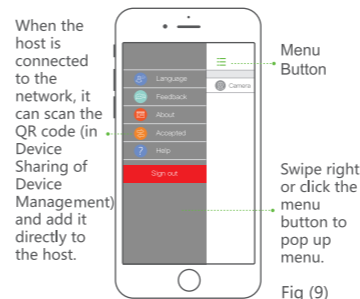 When the
host is
connected
to the
network, it
can scan the
QR code (in
Device
Sharing of
Device
Management)
and add it
directly to
the host.
Language
Feedback
About
Accepted
Help
Sign out
Camera
Menu
Button
Swipe right
or click the
menu
button to
pop up
menu.
Fig (9)